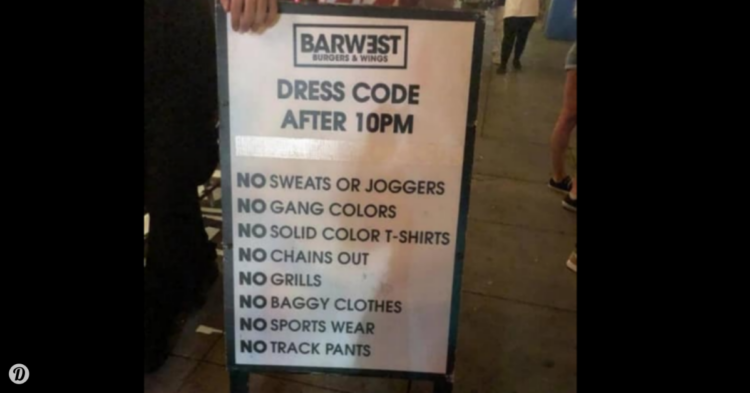 BARWEST
BURGERS & WINGS
DRESS CODE
AFTER 10PM
NO SWEATS OR JOGGERS
NO GANG COLORS
NO SOLID COLOR T-SHIRTS
NO CHAINS OUT
NO GRILLS
NO BAGGY CLOTHES
NO SPORTS WEAR
NO TRACK PANTS
D